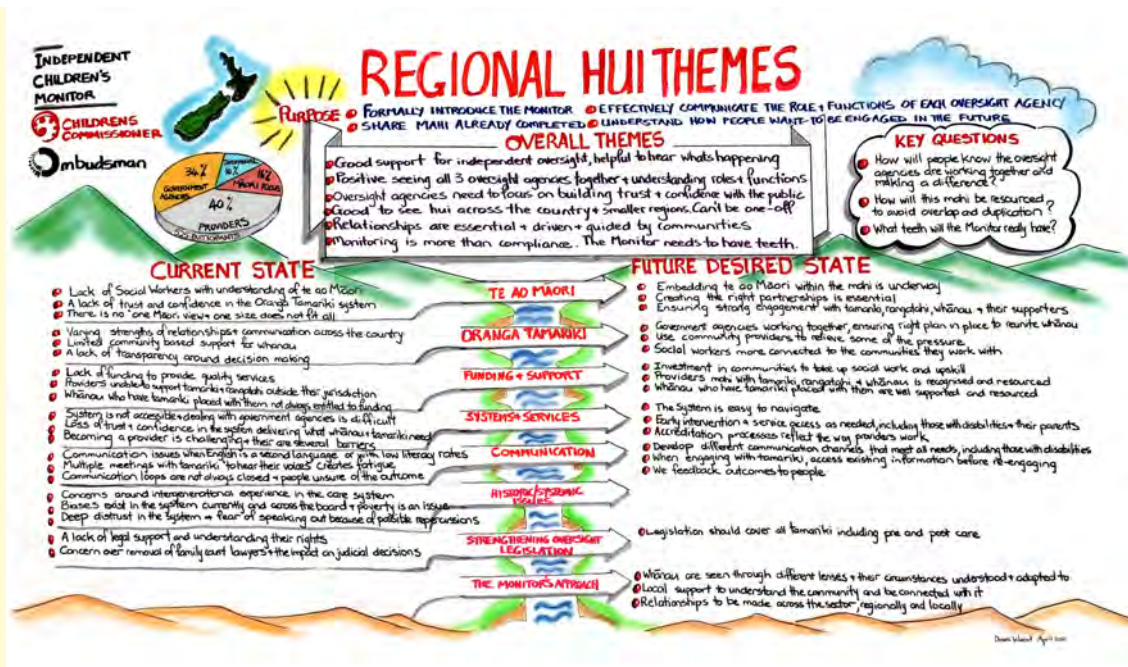 INDEPENDENT
CHILDREN'S
MONITOR
CHILDRENS
COMMISSIONER
Ombudsman
REGIONAL HUI THEMES
PURPOSE
FORMALLY INTRODUCE THE MONITOR
EFFECTIVELY COMMUNICATE THE ROLE + FUNCTIONS OF EACH OVERSIGHT AGENCY
SHARE MAHI ALREADY COMPLETED
UNDERSTAND HOW PEOPLE WANT TO BE ENGAGED IN THE FUTURE
34%
GOVERNMENT
AGENCIES
16%
MĀORI FOCUS
40%
PROVIDERS
PARTICIPANTS
OVERALL THEMES
Good support for independent oversight, helpful to hear whats happening
Positive seeing all 3 oversight agencies together + understanding roles + functions
Oversight agencies need to focus on building trust + confidence with the public
Good to see hui across the country + smaller regions. Can't be one-off
Relationships are essential + driven + guided by communities
Monitoring is more than compliance. The Monitor needs to have teeth.
KEY QUESTIONS
How will people know the oversight
agencies are working together and
making a difference?
How will this mahi be resourced
to avoid overlap and duplication?
What teeth will the Monitor really have?
CURRENT STATE
Lack of Social Workers with understanding of te ao Māori
A lack of trust and confidence in the Oranga Tamariki system
There is no "one Māori view + one size does not fit all
Varying strengths of relationships + communication across the country
Limited community based support for whānau
A lack of transparency around decision making
Lack of funding to provide quality services
Providers unable to support tamariki + rangatahi outside their jurisdiction
Whānau who have tamariki placed with them not always entitled to funding
System is not accessible + dealing with government agencies is difficult
Loss of trust + confidence in the system delivering what whānau + tamariki need
Becoming a provider is challenging + their are several barriers
Communication issues when English is a second language or with low literacy rates
Multiple meetings with tamariki to hear their voices creates fatigue
Communication loops are not always closed + people unsure of the outcome
Concerns around intergenerational experience in the care system
Biases exist in the system currently and across the board + poverty is an issue
Deep distrust in the system + fear of speaking out because of possible repercussions
A lack of legal support and understanding their rights
Concern over removal of family court lawyers + the impact on judicial decisions
TE AO MĀORI
ORANGA TAMARIKI
FUNDING + SUPPORT
SYSTEMS + SERVICES
COMMUNICATION
HISTORIC/SYSTEMIC
ISSUES
STRENGTHENING OVERSIGHT
LEGISLATION
THE MONITOR'S APPROACH
FUTURE DESIRED STATE
Embedding te ao Māori within the mahi is underway
Creating the right partnerships is essential
Ensuring strong engagement with tamariki, rangatahi, whānau, + their supporters
Government agencies working together, ensuring right plan in place to reunite whānau
Use community providers to relieve some of the pressure
Social workers more connected to the communities they work with
Investment in communities to take up social work and upskill
Providers mahi with tamariki, rangatahi + whānau is recognised and resourced
Whānau who have tamariki placed with them are well supported and resourced
The System is easy to navigate
Early intervention + service access as needed, including those with disabilities + their parents
Accreditation processes reflect the way providers work
Develop different communication channels that meet all needs, including those with disabilities
When engaging with tamariki, access existing information before re-engaging
We feedback outcomes to people
Legislation should cover all tamariki including pre and post care
Whānau are seen through different lenses + their circumstances understood + adapted to
Local support to understand the community and be connected with it
Relationships to be made across the sector, regionally and locally